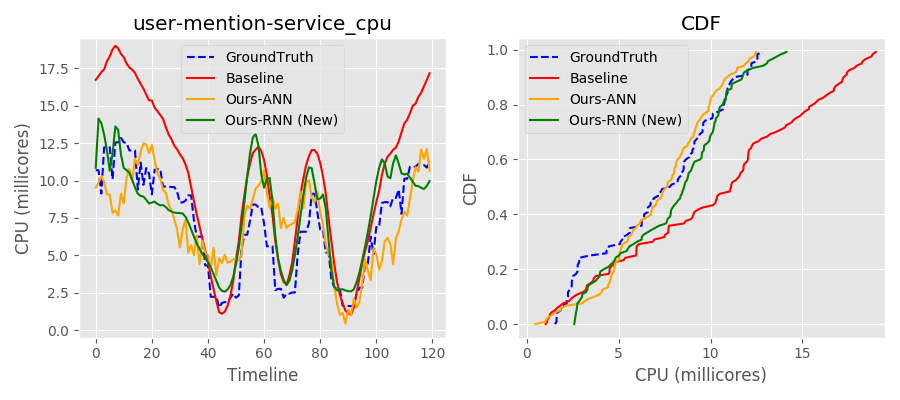 user-mention-service_cpu
CPU (millicores)
17.5
15.0
12.5
10.0
7.5
5.0
2.5
0.0
GroundTruth
Baseline
Ours-ANN
Ours-RNN (New)
0 20 40 60 80 100 120
Timeline
CDF
CDF
1.0
0.8
0.6
0.4
0.2
0.0
GroundTruth
Baseline
Ours-ANN
Ours-RNN (New)
0 5 10 15
CPU (millicores)